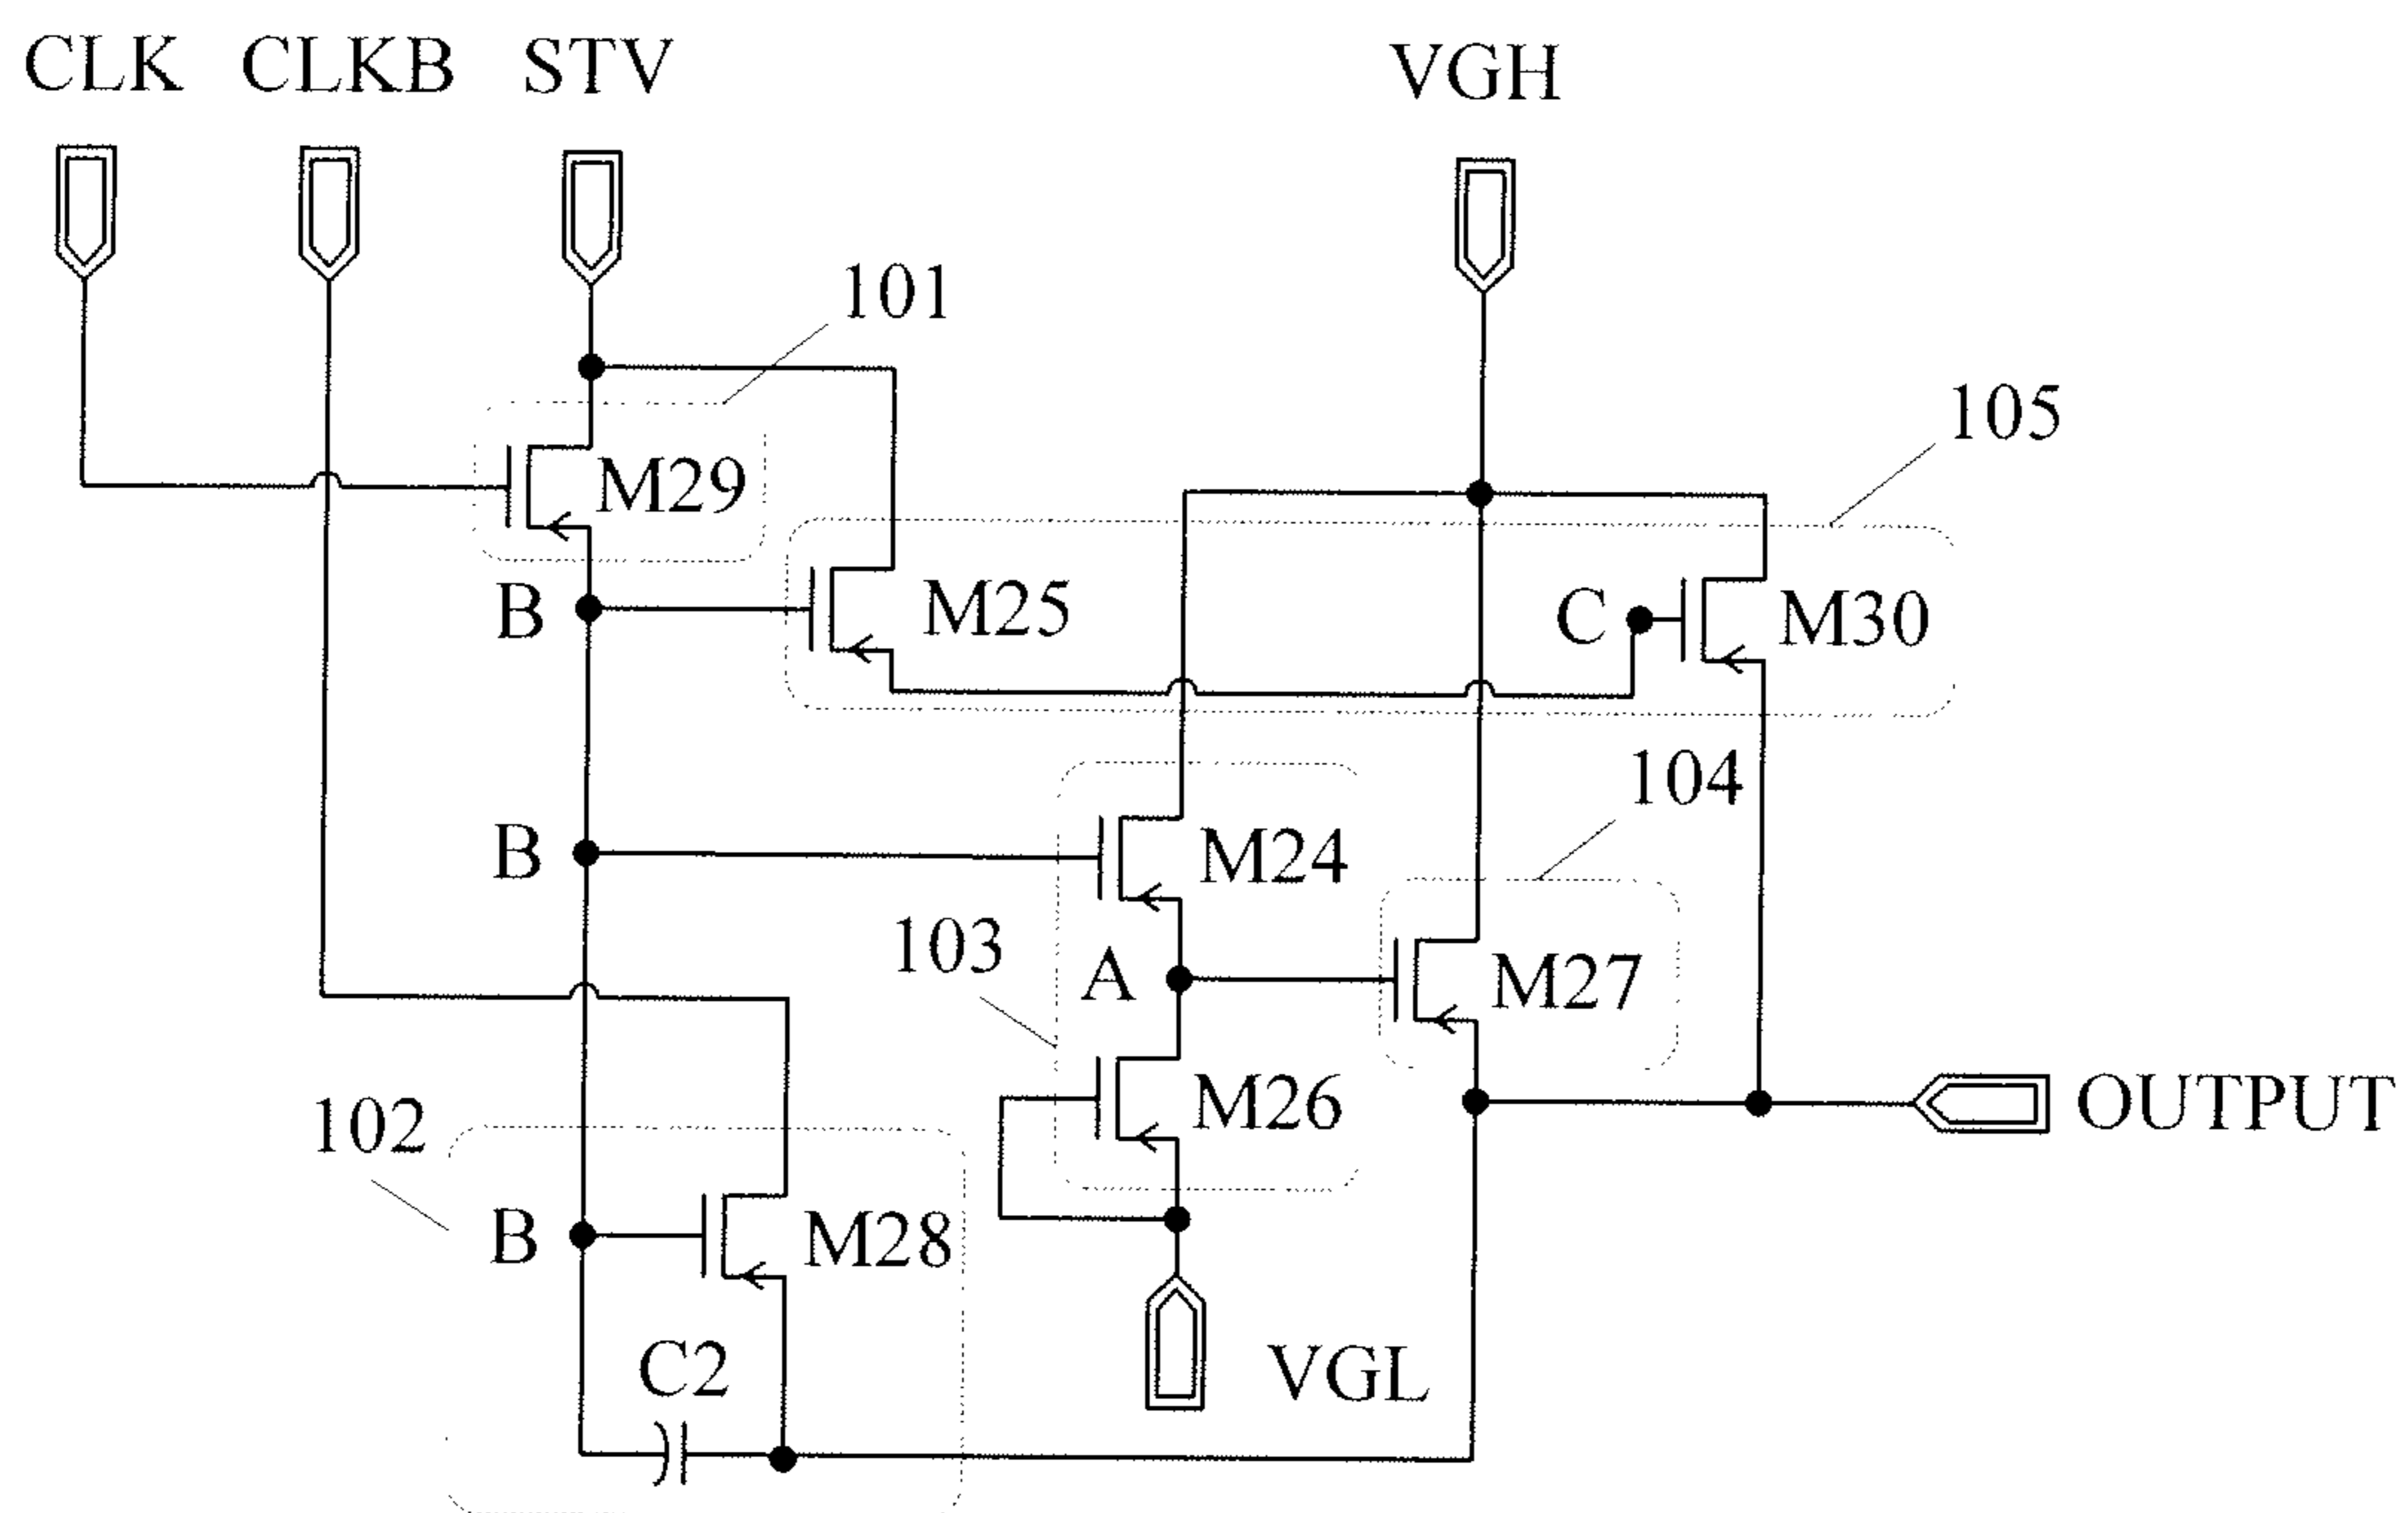 CLK CLKB STV VGH
101
105
M29
B M25 C M30
104
B M24
103
A M27
M26 OUTPUT
102
B M28
C2 VGL